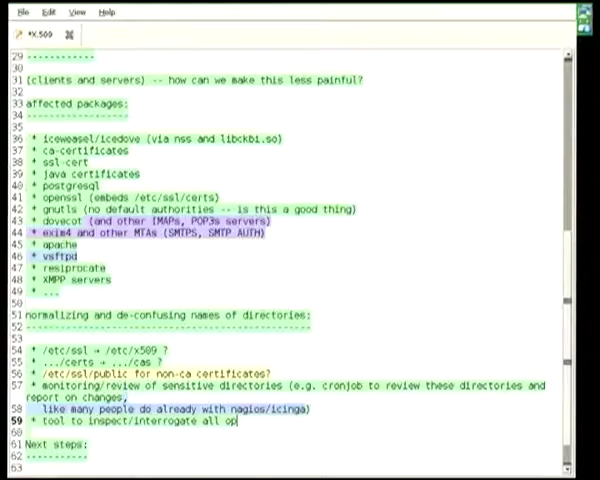 File Edit View Help
*X.509
29 ------------
30
31 (clients and servers) -- how can we make this less painful?
32
33 affected packages:
34 ------------------
35
36 * iceweasel/icedove (via nss and libckbi.so)
37 * ca-certificates
38 * ssl-cert
39 * java certificates
40 * postgresql
41 * openssl (embeds /etc/ssl/certs)
42 * gnutls (no default authorities -- is this a good thing)
43 * dovecot (and other IMAPs, POP3s servers)
44 * exim4 and other MTAs (SMTPS, SMTP AUTH)
45 * apache
46 * vsftpd
47 * resiprocate
48 * XMPP servers
49 * ...
50
51 normalizing and de-confusing names of directories:
52 --------------------------------------------------
53
54 * /etc/ssl → /etc/x509 ?
55 * .../certs → .../cas ?
56 * /etc/ssl/public for non-ca certificates?
57 * monitoring/review of sensitive directories (e.g. cronjob to review these directories and
report on changes,
58 like many people do already with nagios/icinga)
59 * tool to inspect/interrogate all op
60
61 Next steps:
62 -----------
63